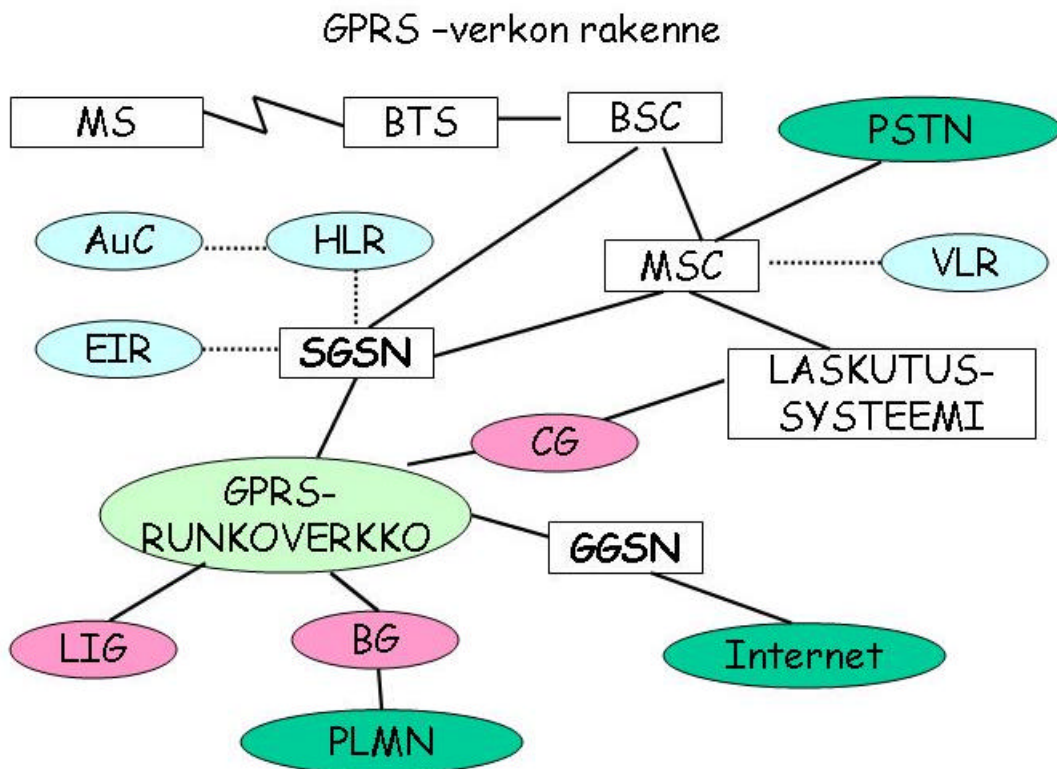 GPRS -verkon rakenne
MS
BTS
BSC
PSTN
AuC
HLR
MSC
VLR
EIR
SGSN
LASKUTUS-
SYSTEEMI
CG
GPRS-
RUNKOVERKKO
GGSN
LIG
BG
Internet
PLMN